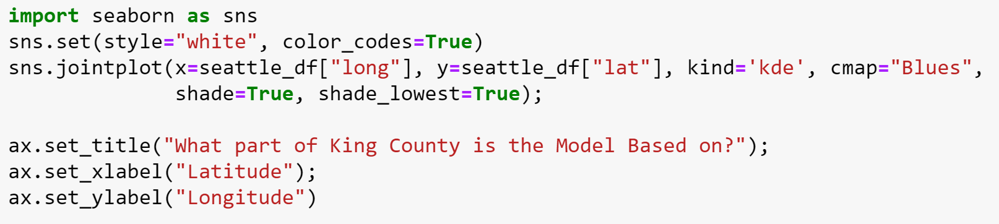 import seaborn as sns
sns.set(style="white", color_codes=True)
sns.jointplot(x=seattle_df["long"], y=seattle_df["lat"], kind='kde', cmap="Blues",
              shade=True, shade_lowest=True);

ax.set_title("What part of King County is the Model Based on?");
ax.set_xlabel("Latitude");
ax.set_ylabel("Longitude")